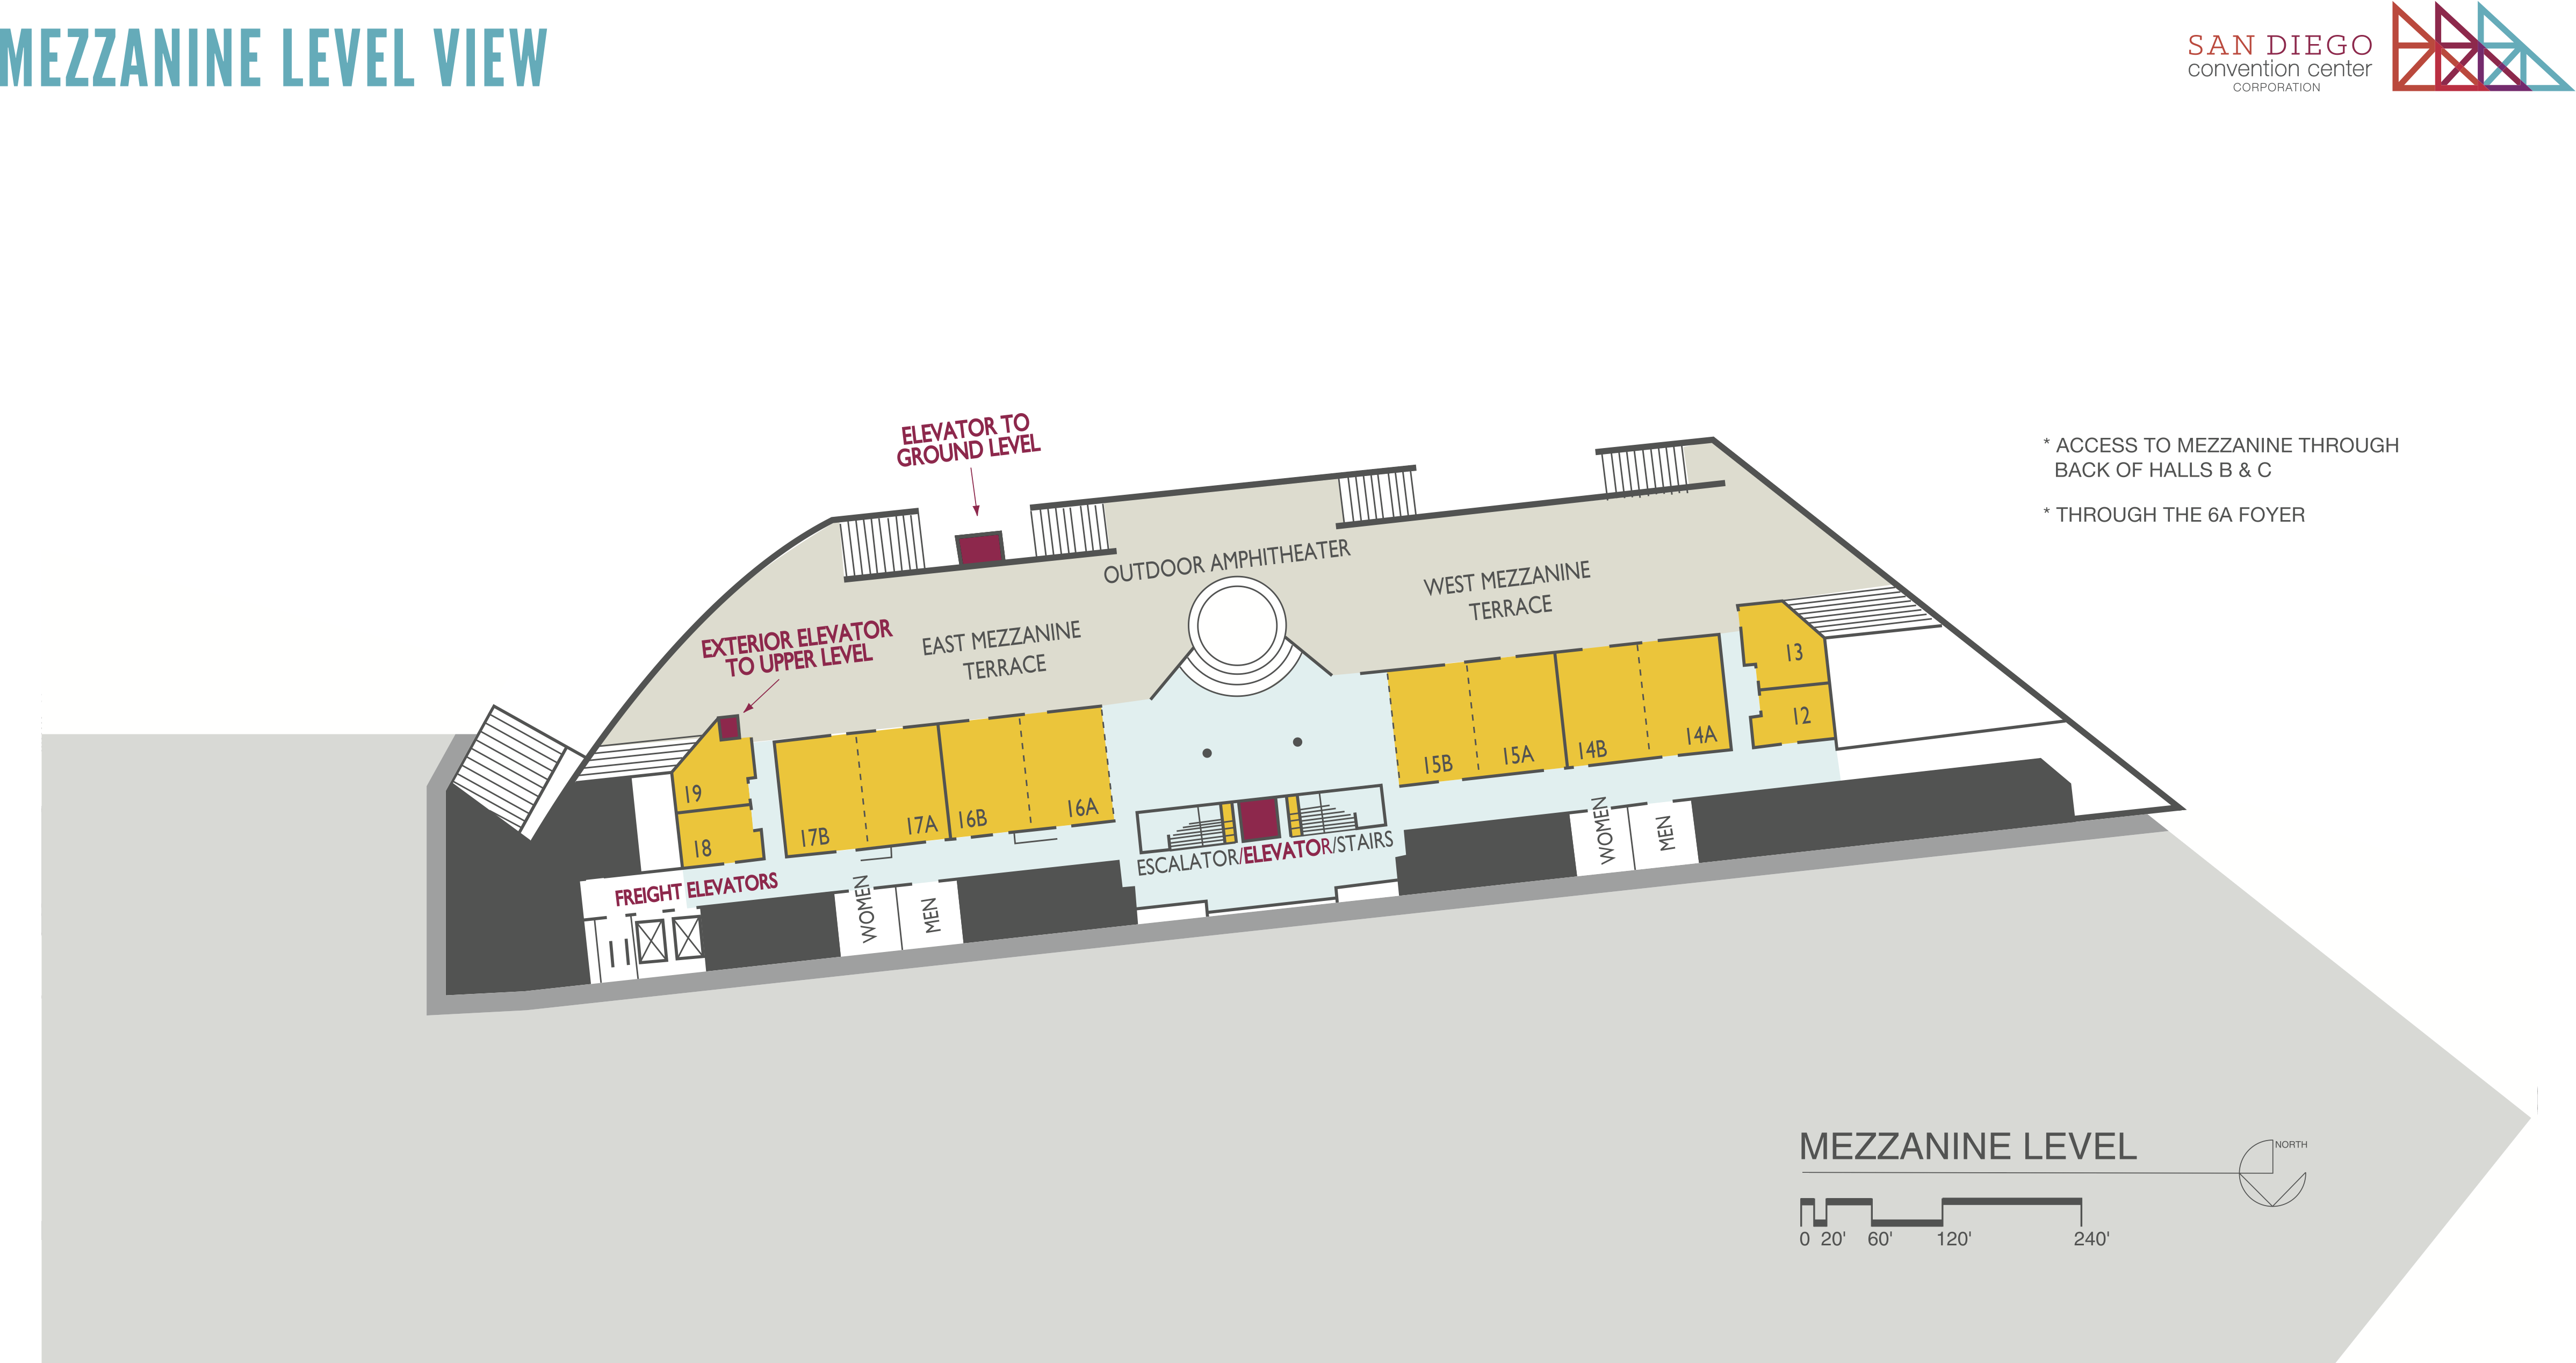 MEZZANINE LEVEL VIEW
SAN DIEGO
convention center
CORPORATION
ELEVATOR TO
GROUND LEVEL
* ACCESS TO MEZZANINE THROUGH
BACK OF HALLS B & C
* THROUGH THE 6A FOYER
OUTDOOR AMPHITHEATER
WEST MEZZANINE
TERRACE
EXTERIOR ELEVATOR
TO UPPER LEVEL
EAST MEZZANINE
TERRACE
13
12
19
18
17B
17A
16B
16A
15B
15A
14B
14A
ESCALATOR/ELEVATOR/STAIRS
WOMEN
MEN
FREIGHT ELEVATORS
WOMEN
MEN
MEZZANINE LEVEL
NORTH
0 20' 60' 120' 240'